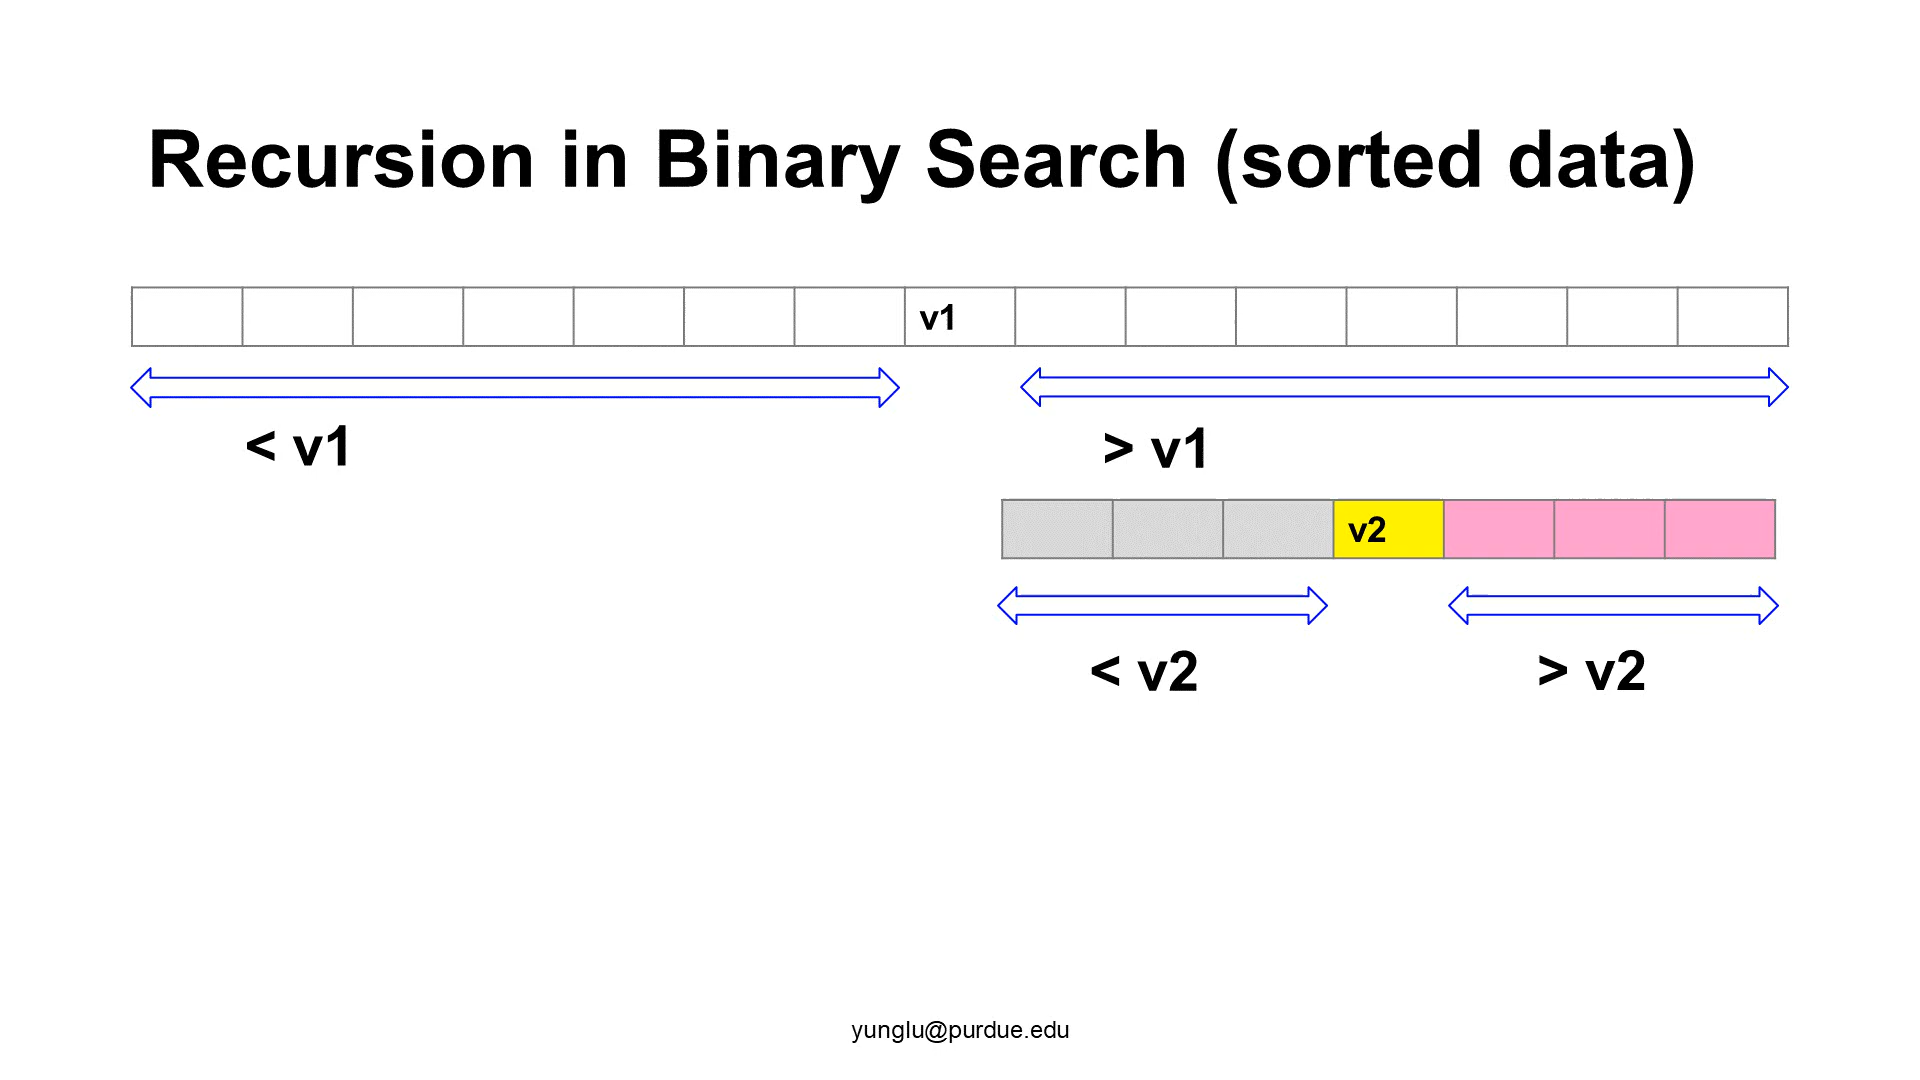 Recursion in Binary Search (sorted data)
v1
< v1
> v1
v2
< v2
> v2
yunglu@purdue.edu